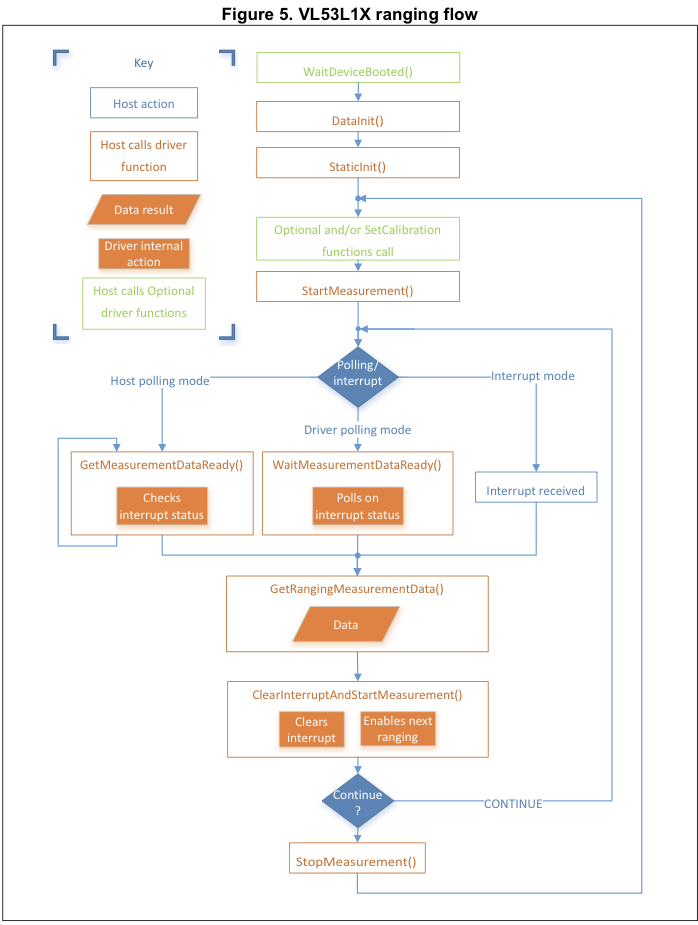 Figure 5. VL53L1X ranging flow
Key
Host action
Host calls driver
function
Data result
Driver internal
action
Host calls Optional
driver functions
WaitDeviceBooted()
DataInit()
StaticInit()
Optional and/or SetCalibration
functions call
StartMeasurement()
Polling/
interrupt
Host polling mode
Interrupt mode
Driver polling mode
GetMeasurementDataReady()
Checks
interrupt status
WaitMeasurementDataReady()
Polls on
interrupt status
Interrupt received
GetRangingMeasurementData()
Data
ClearInterruptAndStartMeasurement()
Clears
interrupt
Enables next
ranging
Continue
?
CONTINUE
StopMeasurement()